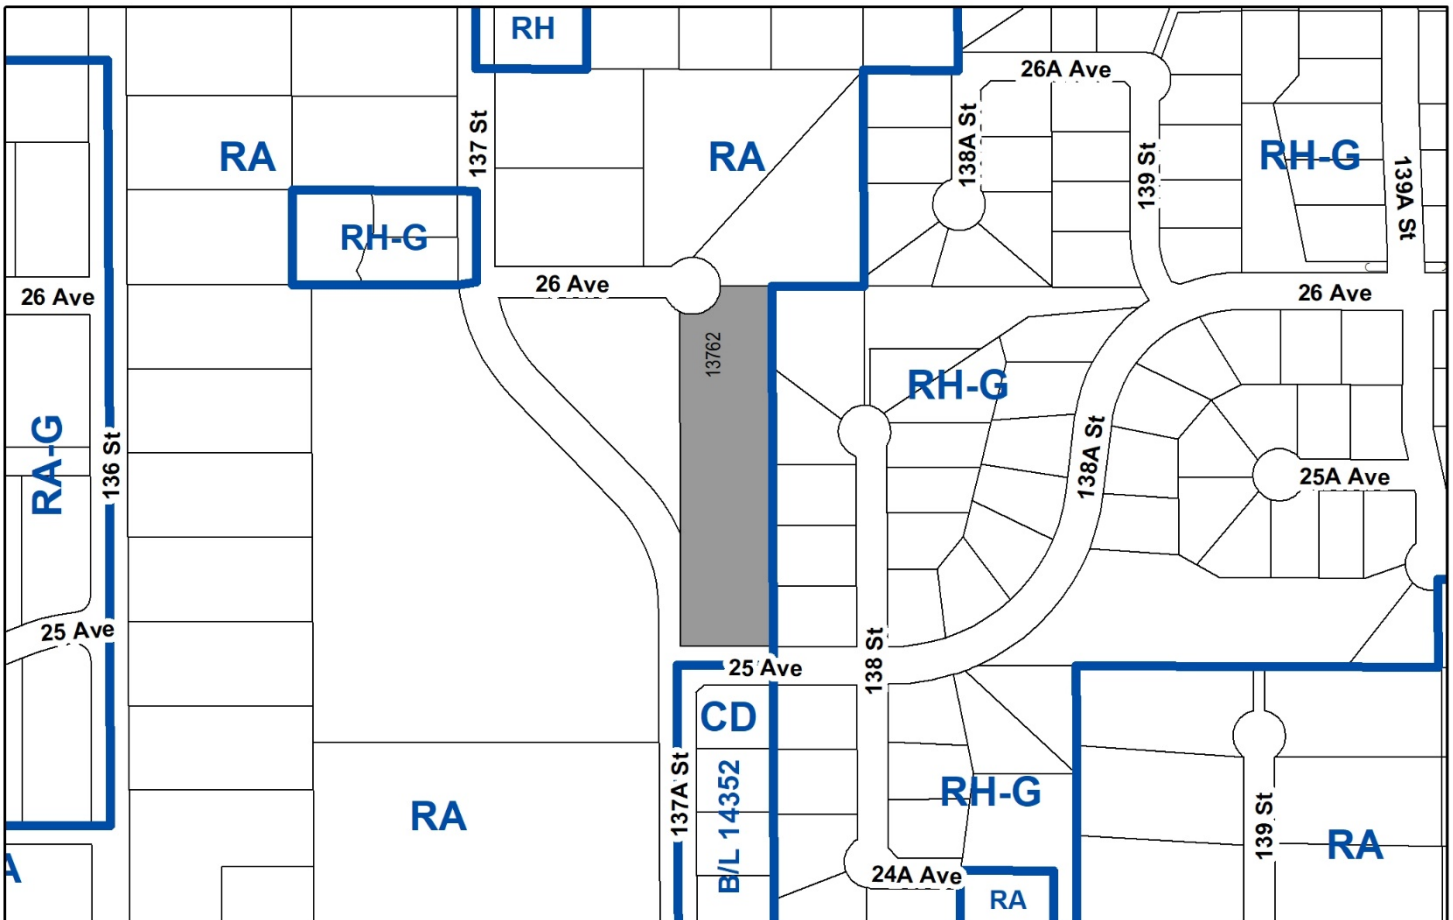 RH
26A Ave
137 St
138A St
RA
RA
139 St
RH-G
139A St
RH-G
26 Ave
26 Ave
26 Ave
13762
RH-G
RA-G
136 St
138A St
25A Ave
25 Ave
138 St
25 Ave
CD
B/L 14352
137A St
RA
RH-G
139 St
RA
24A Ave
RA
A